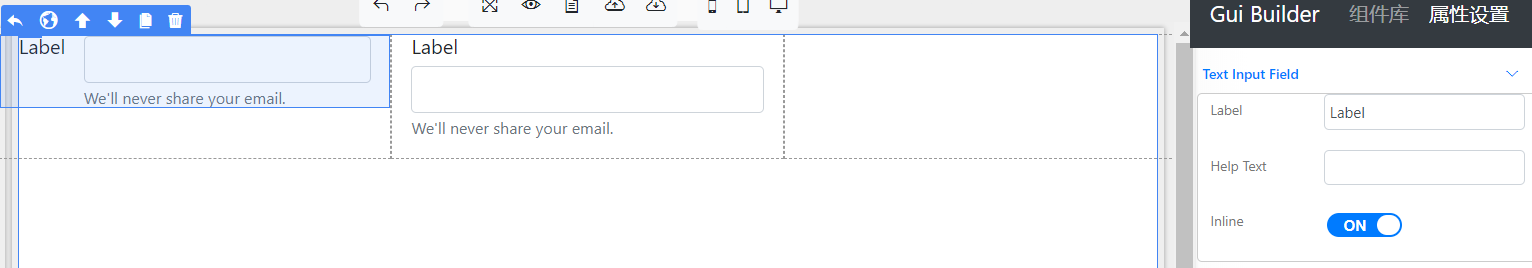 Gui Builder 组件库 属性设置
Label
We'll never share your email.
Label
We'll never share your email.
Text Input Field
Label Label
Help Text
Inline ON